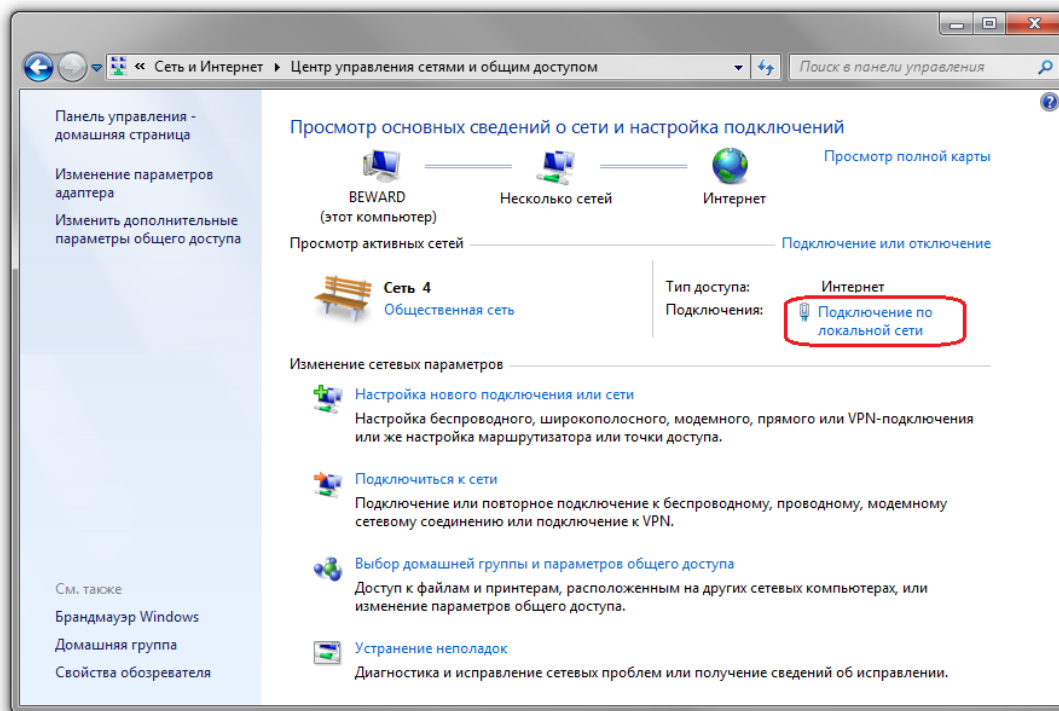 « Сеть и Интернет ▸ Центр управления сетями и общим доступом
Поиск в панели управления
Панель управления -
домашняя страница
Изменение параметров
адаптера
Изменить дополнительные
параметры общего доступа
См. также
Брандмауэр Windows
Домашняя группа
Свойства обозревателя
Просмотр основных сведений о сети и настройка подключений
Просмотр полной карты
BEWARD
(этот компьютер)
Несколько сетей
Интернет
Просмотр активных сетей
Подключение или отключение
Сеть 4
Общественная сеть
Тип доступа: Интернет
Подключения: Подключение по
локальной сети
Изменение сетевых параметров
Настройка нового подключения или сети
Настройка беспроводного, широкополосного, модемного, прямого или VPN-подключения
или же настройка маршрутизатора или точки доступа.
Подключиться к сети
Подключение или повторное подключение к беспроводному, проводному, модемному
сетевому соединению или подключение к VPN.
Выбор домашней группы и параметров общего доступа
Доступ к файлам и принтерам, расположенным на других сетевых компьютерах, или
изменение параметров общего доступа.
Устранение неполадок
Диагностика и исправление сетевых проблем или получение сведений об исправлении.